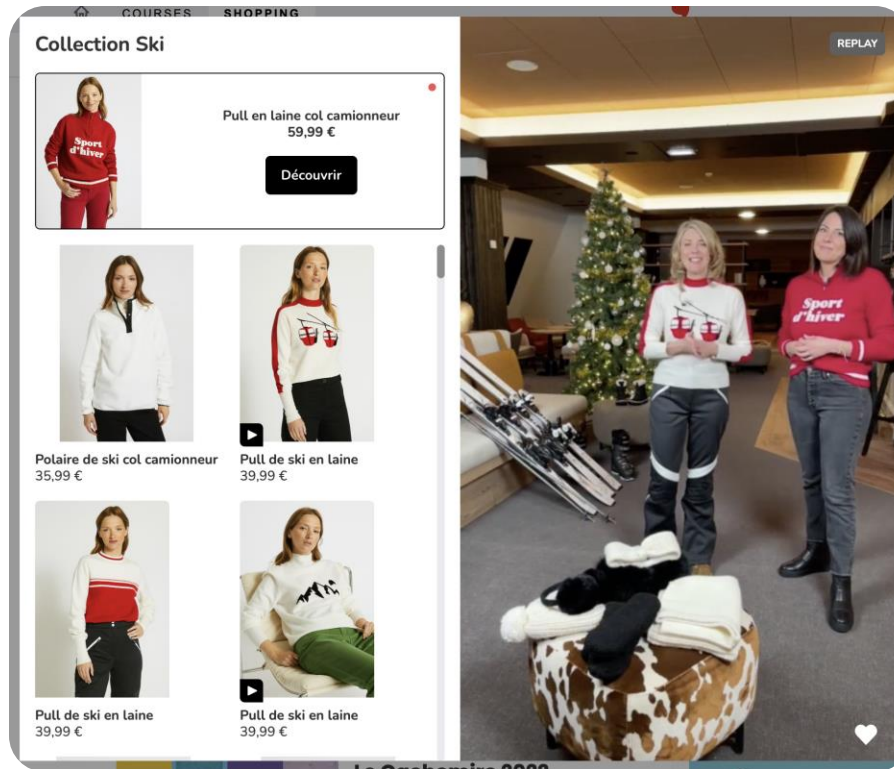 COURSES SHOPPING
Collection Ski
REPLAY
Pull en laine col camionneur
59,99 €
Découvrir
Sport
d'hiver
Polaire de ski col camionneur
35,99 €
Pull de ski en laine
39,99 €
Pull de ski en laine
39,99 €
Pull de ski en laine
39,99 €
Sport
d'hiver